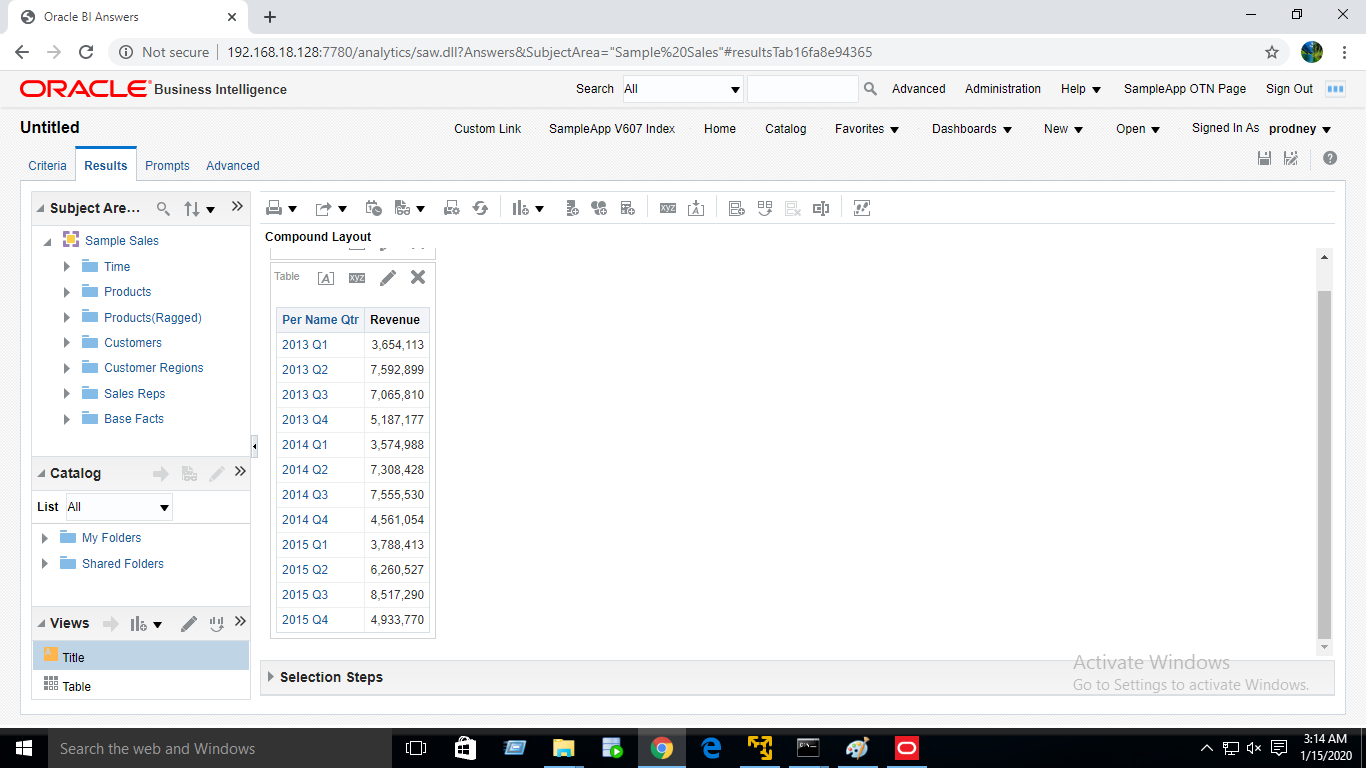 Oracle BI Answers
Not secure 192.168.18.128:7780/analytics/saw.dll?Answers&SubjectArea="Sample%20Sales"#resultsTab16fa8e94365
ORACLE Business Intelligence Search All Advanced Administration Help SampleApp OTN Page Sign Out
Untitled Custom Link SampleApp V607 Index Home Catalog Favorites Dashboards New Open Signed In As prodney
Criteria Results Prompts Advanced
Subject Are...
Sample Sales
Time
Products
Products(Ragged)
Customers
Customer Regions
Sales Reps
Base Facts
Catalog
List All
My Folders
Shared Folders
Views
Title
Table
Compound Layout
Table
Per Name Qtr Revenue
2013 Q1 3,654,113
2013 Q2 7,592,899
2013 Q3 7,065,810
2013 Q4 5,187,177
2014 Q1 3,574,988
2014 Q2 7,308,428
2014 Q3 7,555,530
2014 Q4 4,561,054
2015 Q1 3,788,413
2015 Q2 6,260,527
2015 Q3 8,517,290
2015 Q4 4,933,770
Selection Steps
Activate Windows
Go to Settings to activate Windows.
Search the web and Windows
3:14 AM
1/15/2020